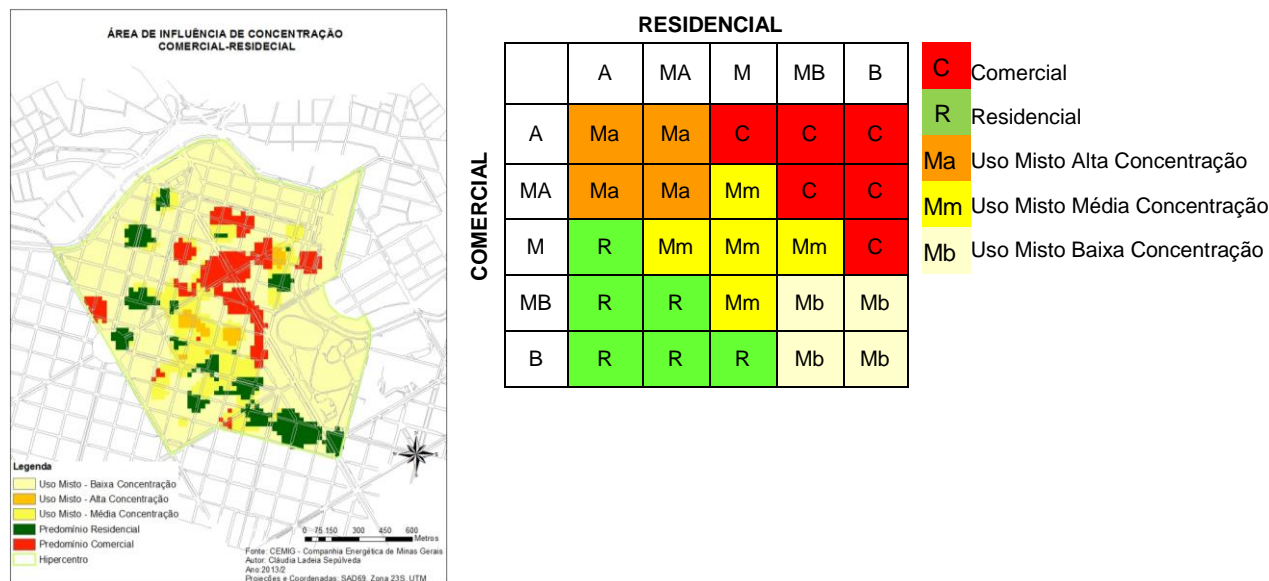 ÁREA DE INFLUÊNCIA DE CONCENTRAÇÃO
COMERCIAL-RESIDECIAL
Legenda
Uso Misto - Baixa Concentração
Uso Misto - Alta Concentração
Uso Misto - Média Concentração
Predomínio Residencial
Predomínio Comercial
Hipercentro
0 75 150 300 450 600
Metros
Fonte: CEMIG - Companhia Energética de Minas Gerais
Autor: Cláudia Ladeia Sepúlveda
Ano:2013/2
Projeções e Coordenadas: SAD69, Zona 23S, UTM
RESIDENCIAL
COMERCIAL
A MA M MB B
A Ma Ma C C C
MA Ma Ma Mm C C
M R Mm Mm Mm C
MB R R Mm Mb Mb
B R R R Mb Mb
C Comercial
R Residencial
Ma Uso Misto Alta Concentração
Mm Uso Misto Média Concentração
Mb Uso Misto Baixa Concentração